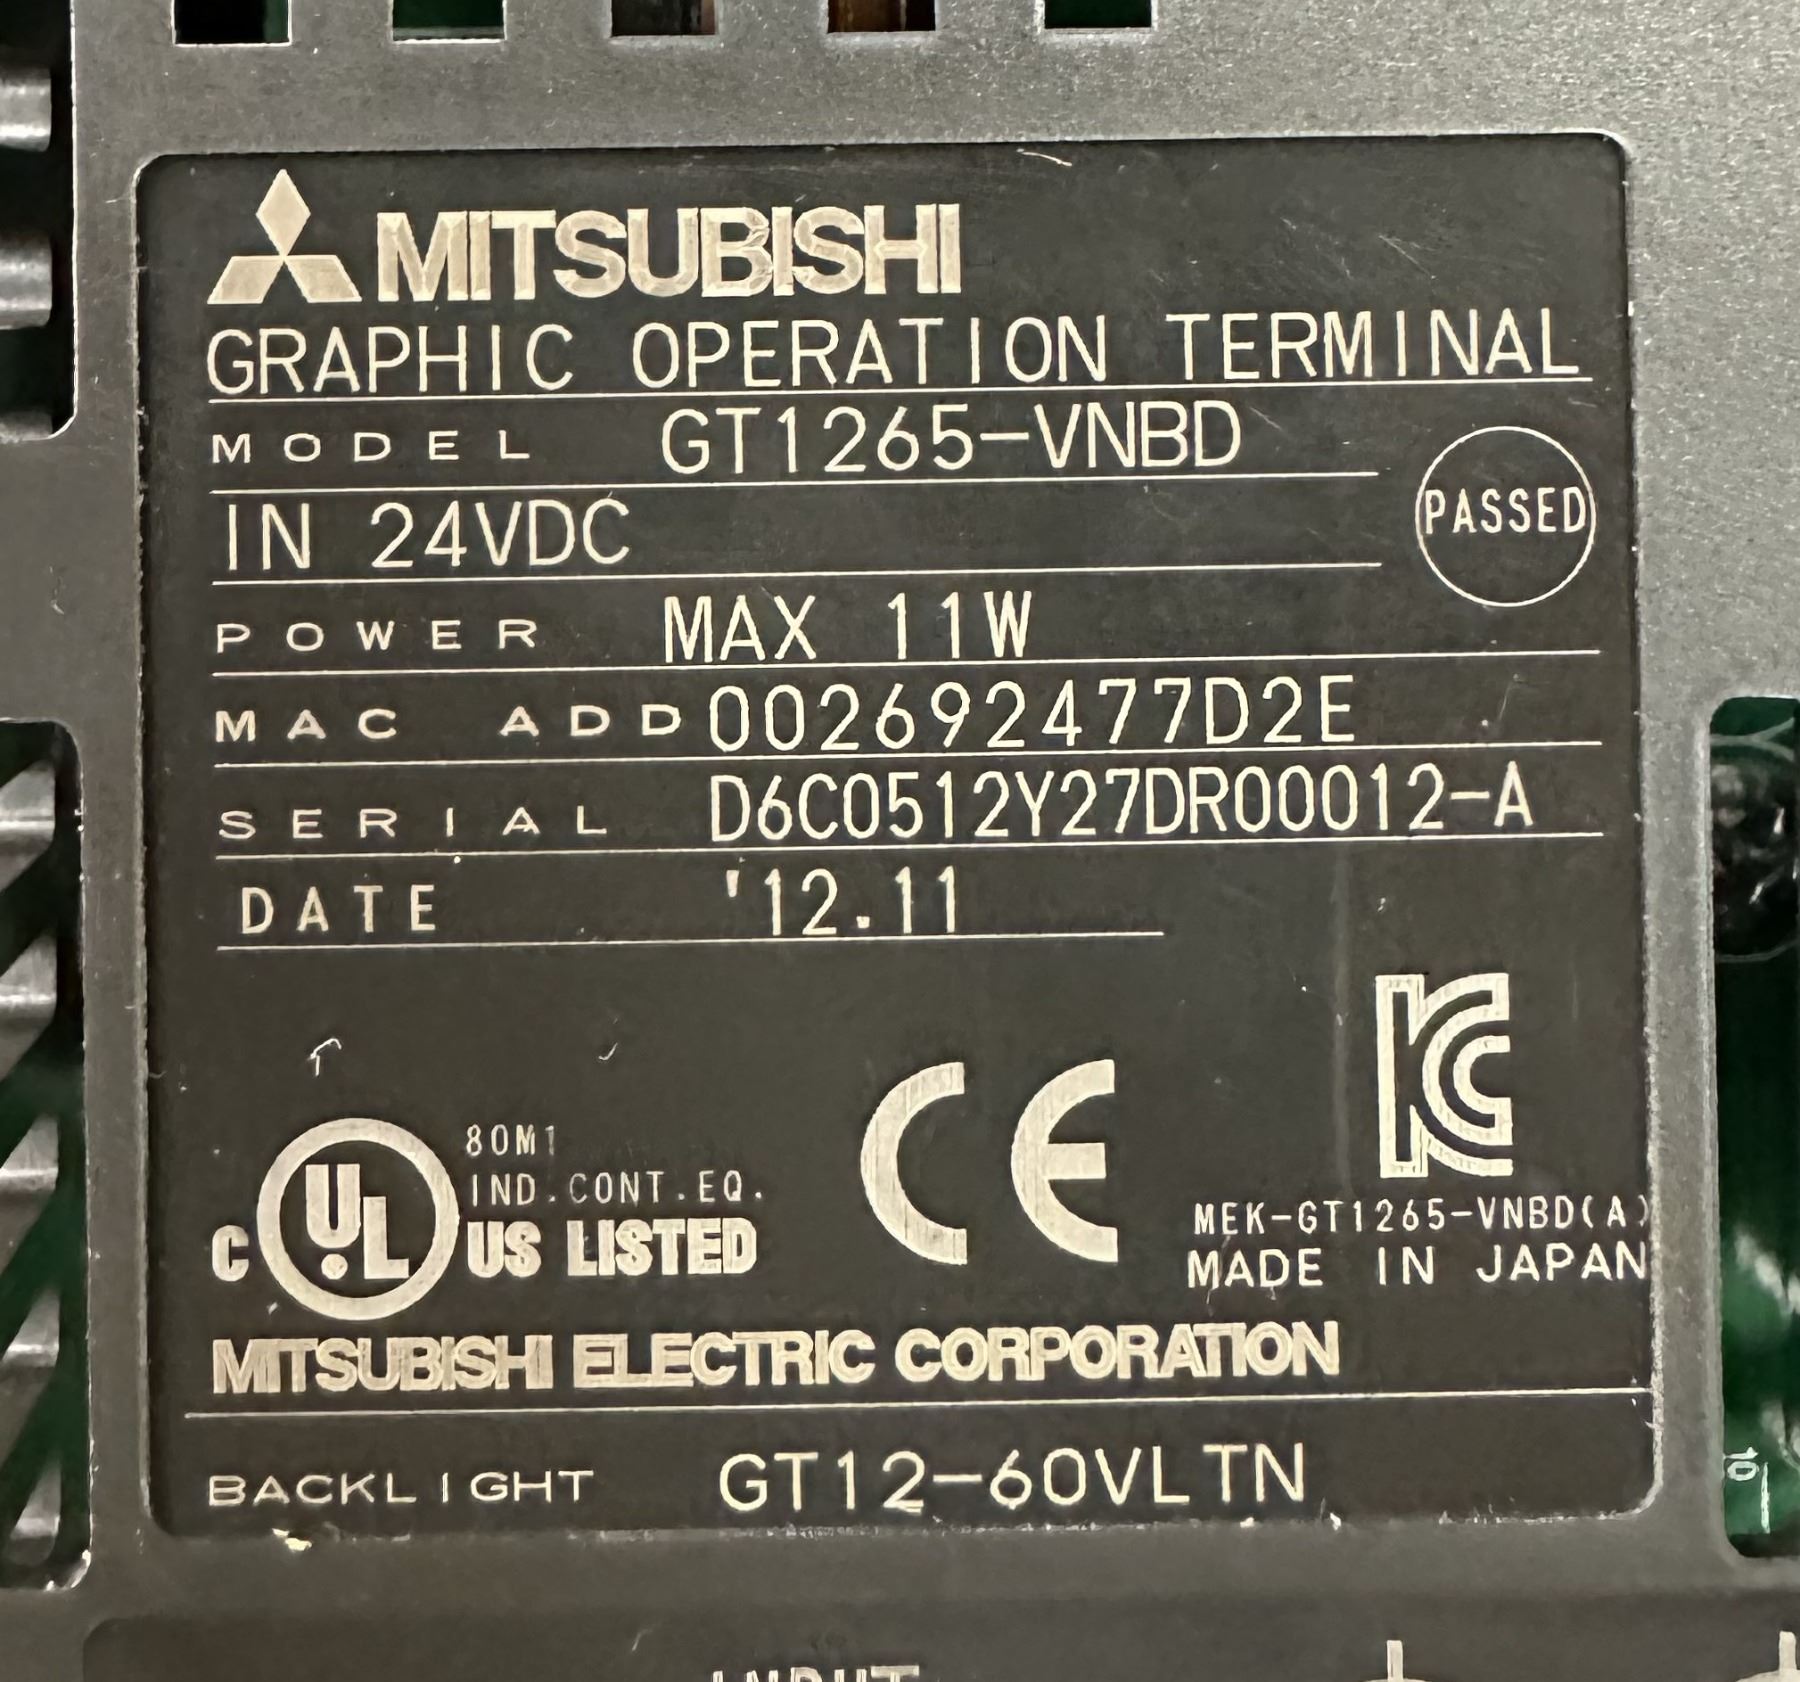 MITSUBISHI
GRAPHIC OPERATION TERMINAL
MODEL GT1265-VNBD
PASSED
IN 24VDC
POWER MAX 11W
MAC ADD 002692477D2E
SERIAL D6C0512Y27DR00012-A
DATE '12.11
80M1
IND.CONT.EQ.
C UL US LISTED
CE
KC
MEK-GT1265-VNBD(A)
MADE IN JAPAN
MITSUBISHI ELECTRIC CORPORATION
BACKLIGHT GT12-60VLTN
10